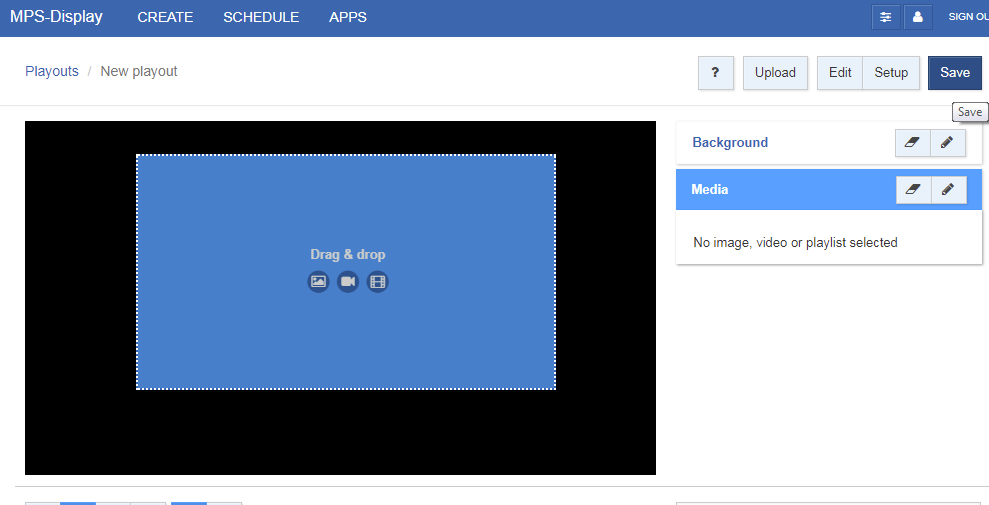 MPS-Display CREATE SCHEDULE APPS SIGN OU
Playouts / New playout ? Upload Edit Setup Save
Save
Background
Media
No image, video or playlist selected
Drag & drop